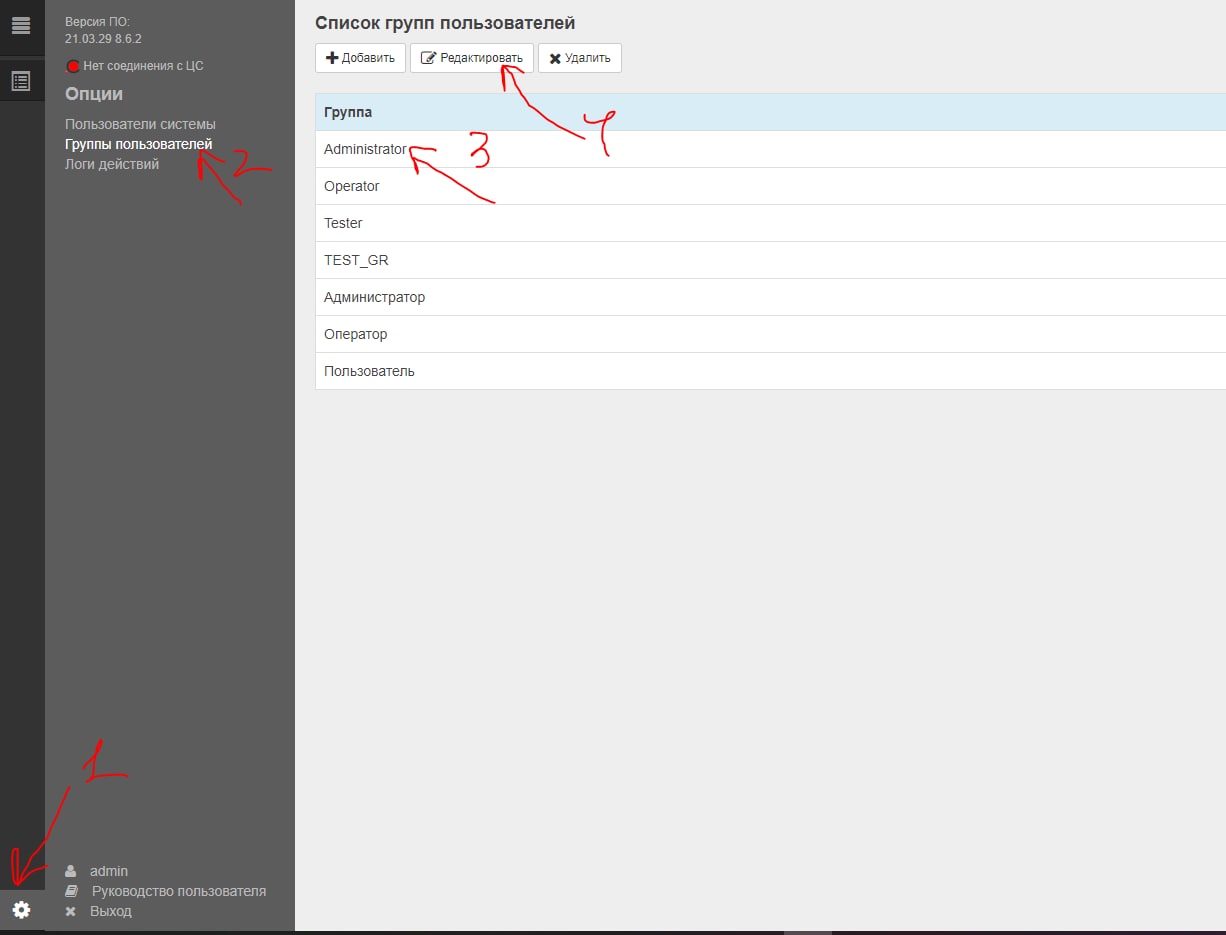 Версия ПО:
21.03.29 8.6.2
Нет соединения с ЦС
Опции
Пользователи системы
Группы пользователей
Логи действий
2
1
admin
Руководство пользователя
Выход
Список групп пользователей
Добавить
Редактировать
Удалить
Группа
Administrator
3
4
Operator
Tester
TEST_GR
Администратор
Оператор
Пользователь